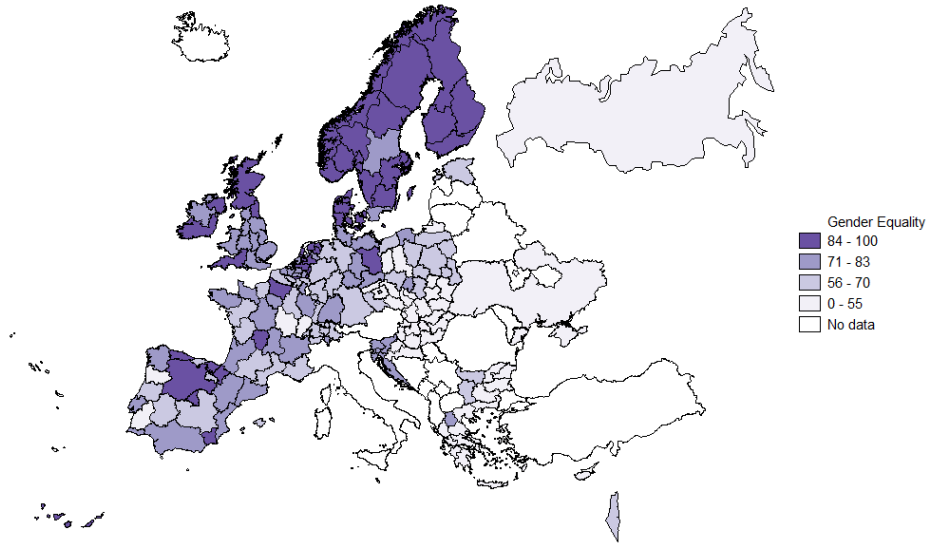 Gender Equality
84 - 100
71 - 83
56 - 70
0 - 55
No data